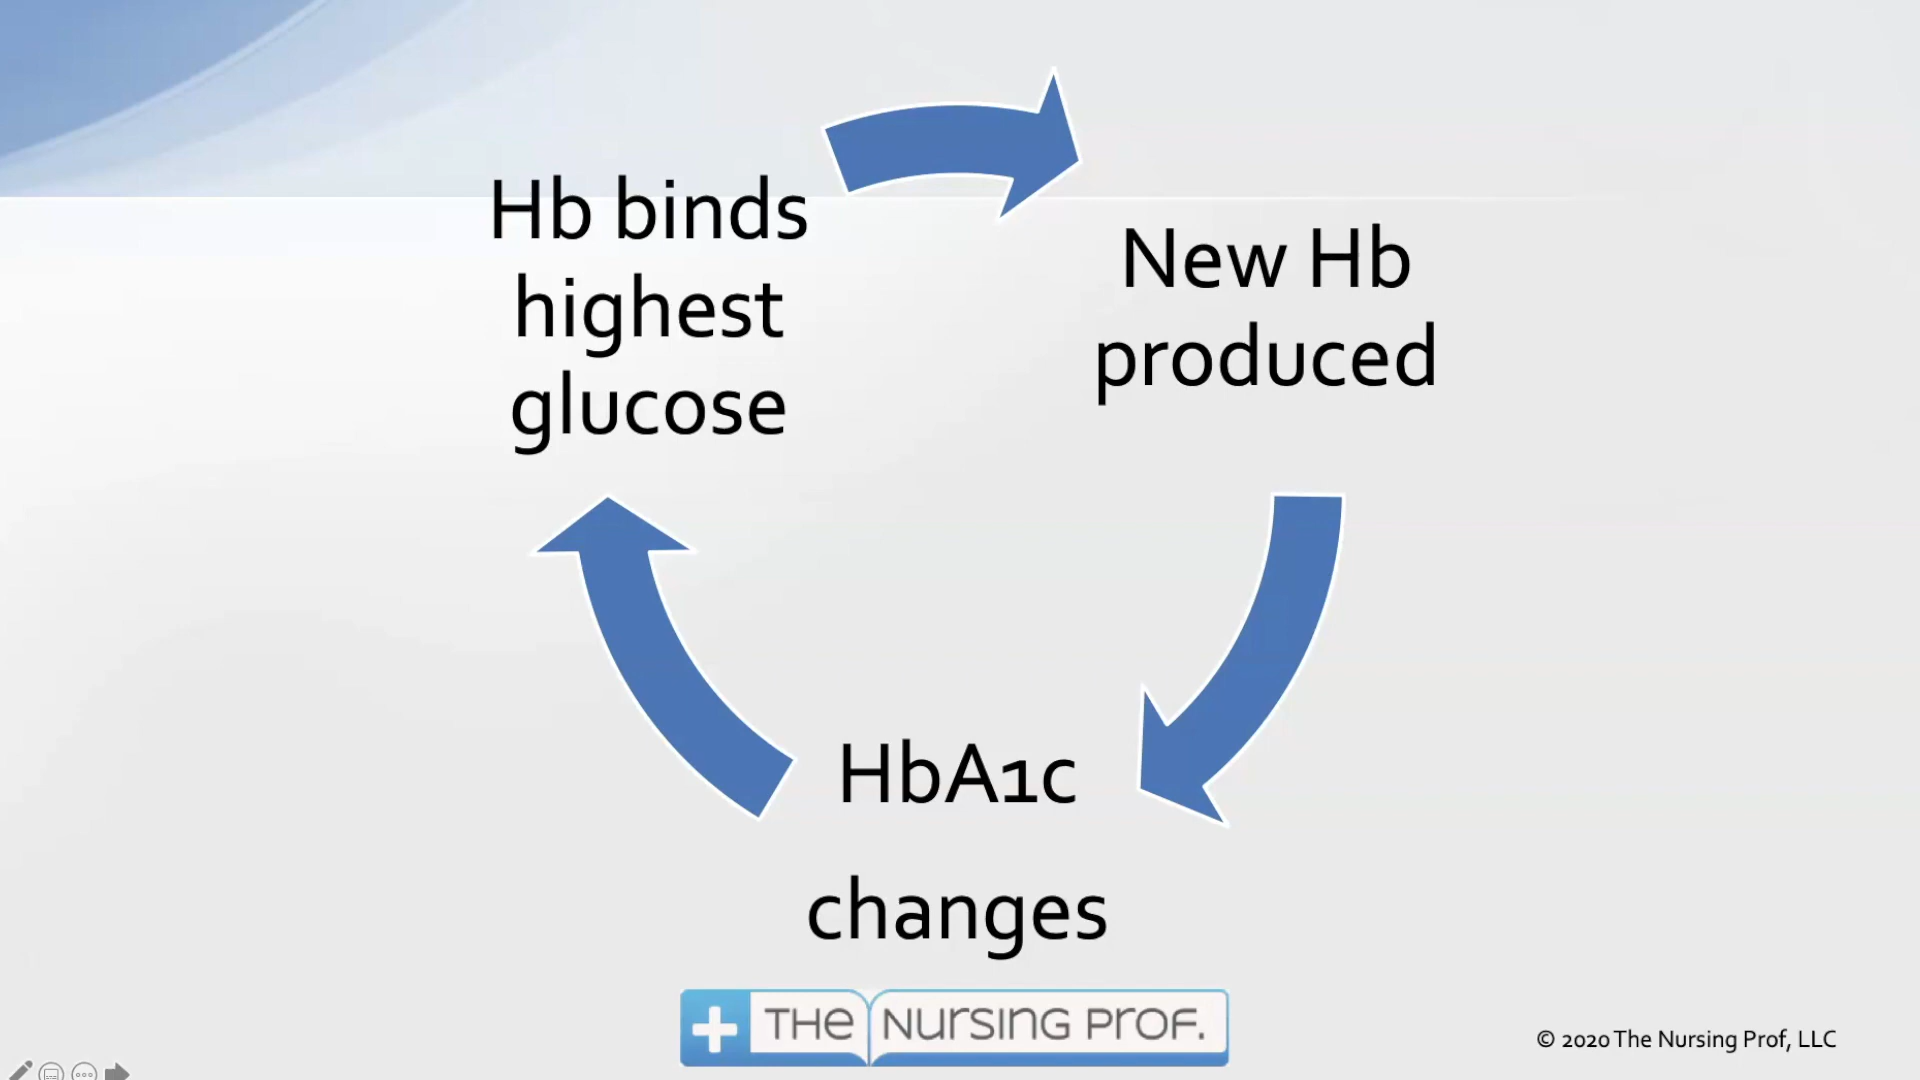 Hb binds
highest
glucose
New Hb
produced
HbA1c
changes
THE NURSING PROF.
© 2020 The Nursing Prof, LLC